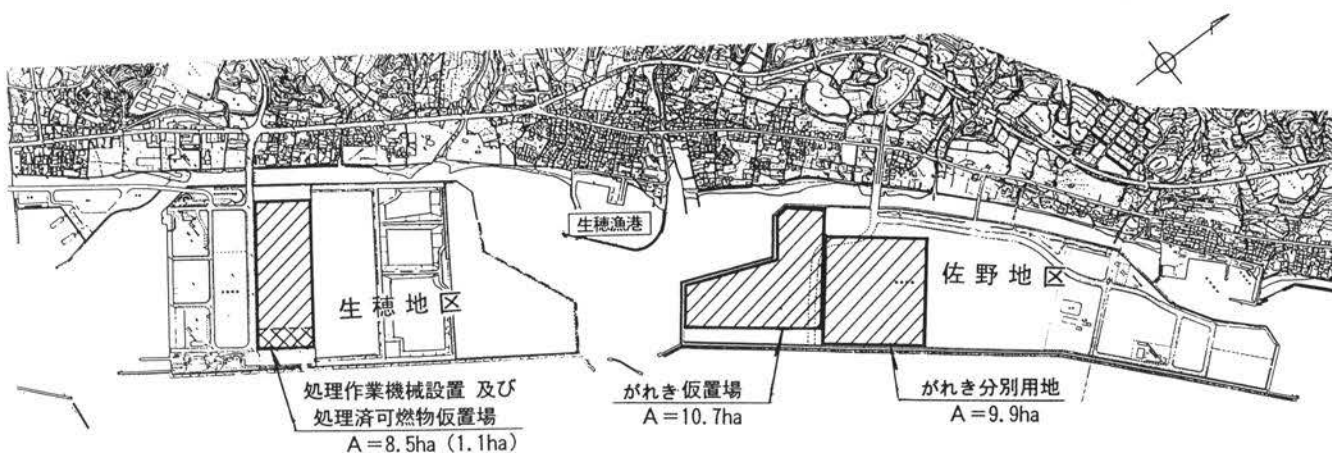 生穂漁港
生穂地区
佐野地区
処理作業機械設置 及び
処理済可燃物仮置場
A=8.5ha (1.1ha)
がれき仮置場
A=10.7ha
がれき分別用地
A=9.9ha